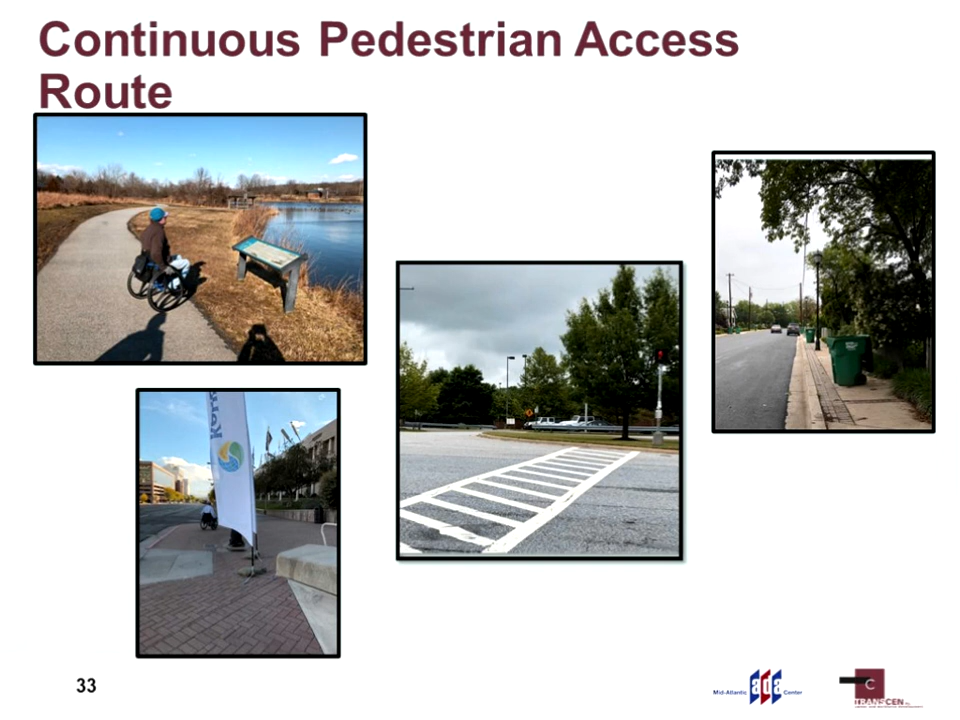 Continuous Pedestrian Access
Route
33
Mid-Atlantic ada Center
C
TRANSCEN